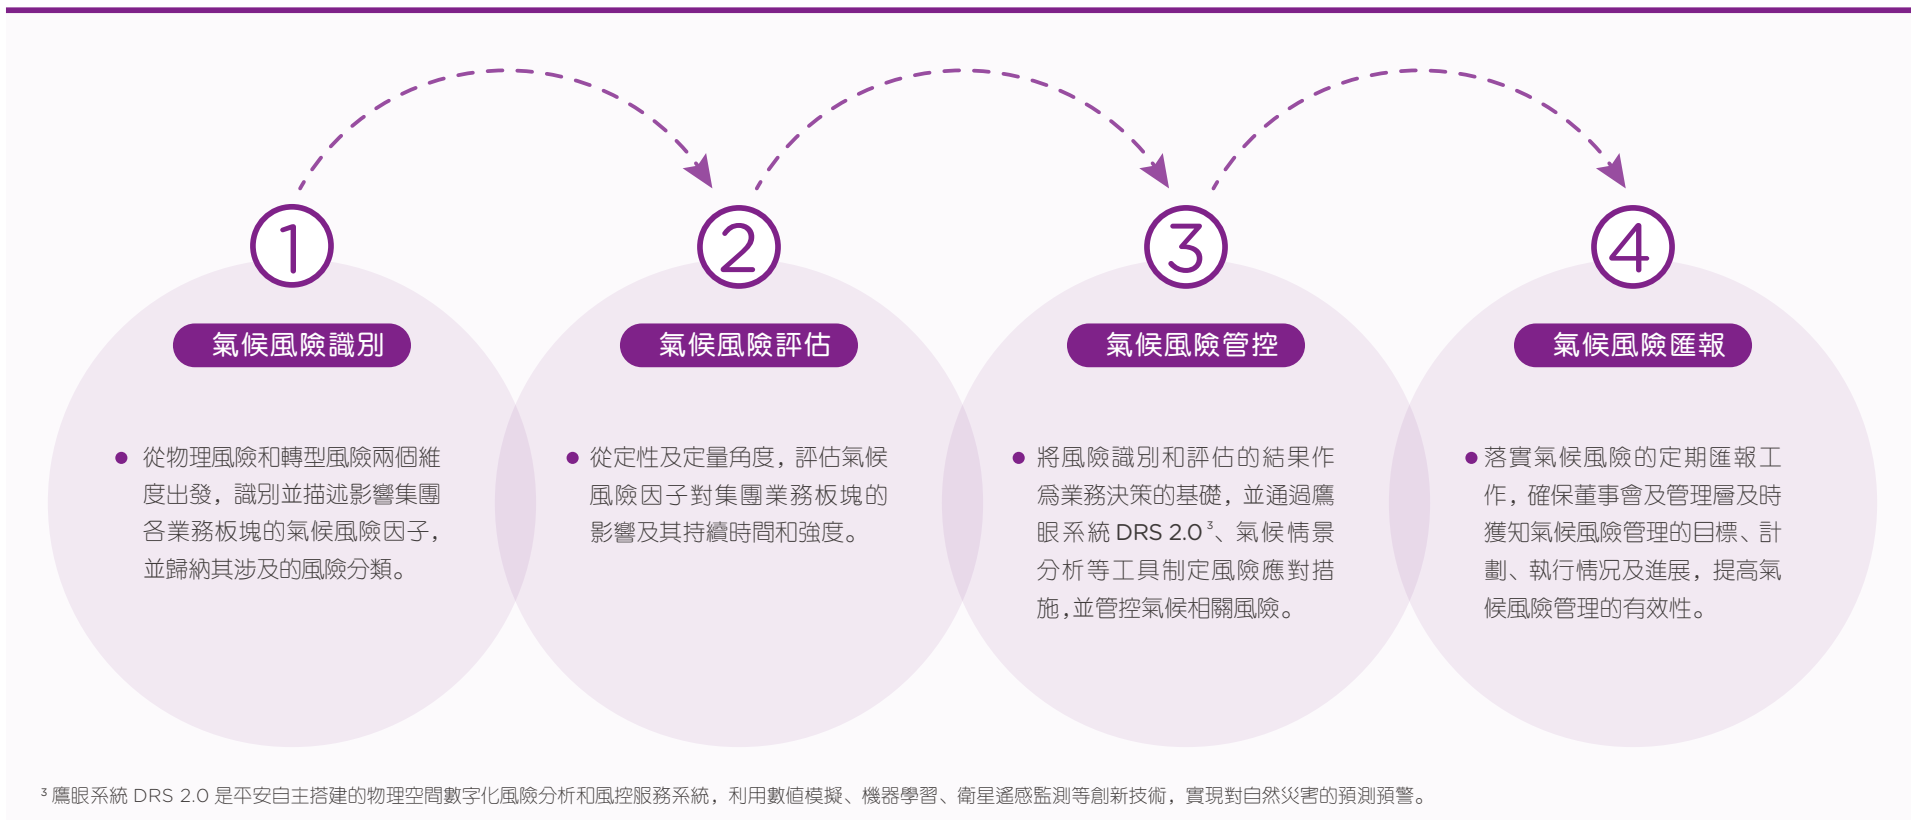 1
氣候風險識別
從物理風險和轉型風險兩個維
度出發，識別並描述影響集團
各業務板塊的氣候風險因子，
並歸納其涉及的風險分類。
2
氣候風險評估
從定性及定量角度，評估氣候
風險因子對集團業務板塊的
影響及其持續時間和強度。
3
氣候風險管控
將風險識別和評估的結果作
爲業務決策的基礎，並通過鷹
眼系統 DRS 2.0³、氣候情景
分析等工具制定風險應對措
施，並管控氣候相關風險。
4
氣候風險匯報
落實氣候風險的定期匯報工
作，確保董事會及管理層及時
獲知氣候風險管理的目標、計
劃、執行情况及進展，提高氣
候風險管理的有效性。
³ 鷹眼系統 DRS 2.0 是平安自主搭建的物理空間數字化風險分析和風控服務系統，利用數值模擬、機器學習、衛星遙感監測等創新技術，實現對自然災害的預測預警。